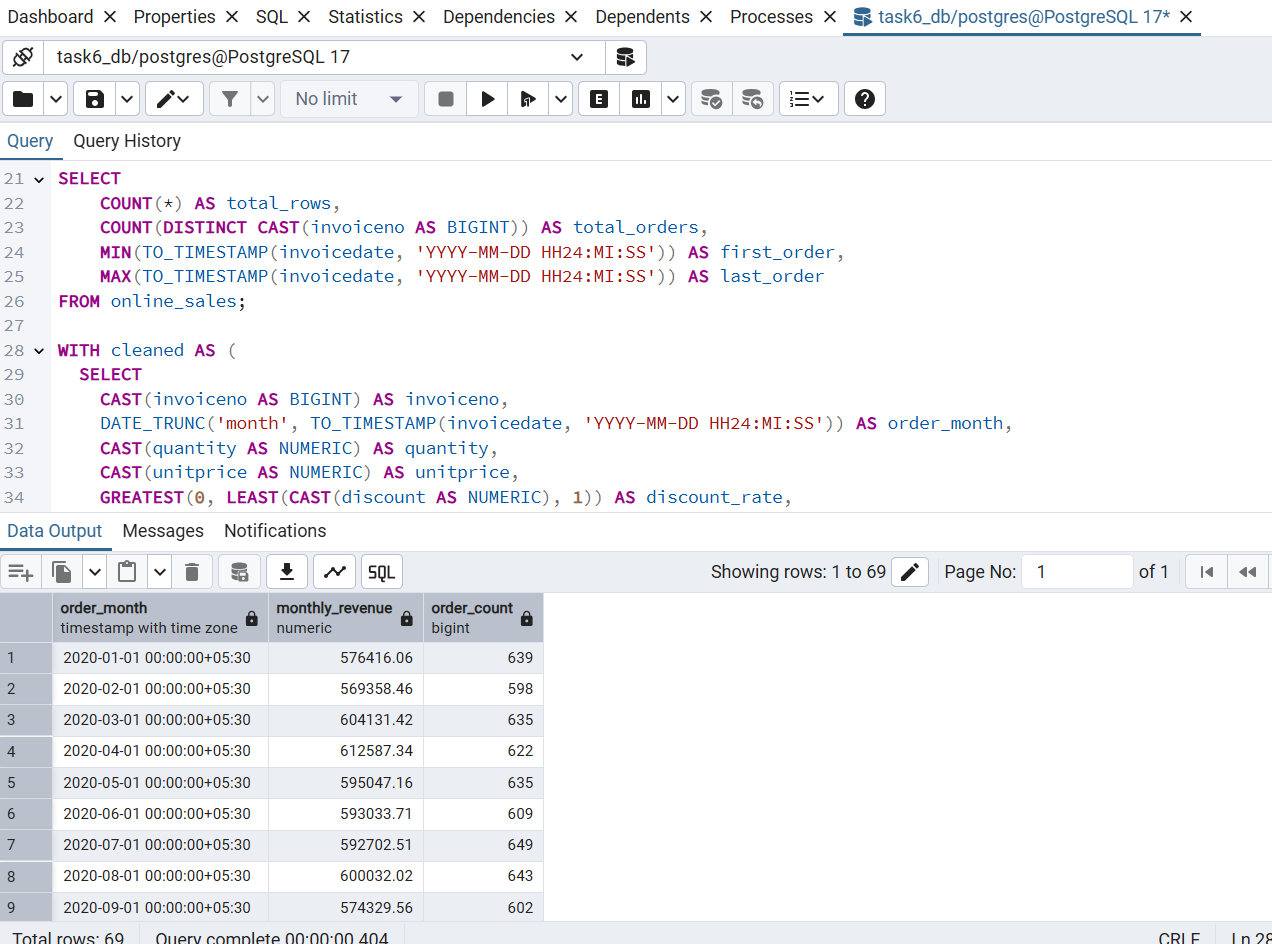 Dashboard Properties SQL Statistics Dependencies Dependents Processes task6_db/postgres@PostgreSQL 17*
task6_db/postgres@PostgreSQL 17
No limit
Query Query History
21 SELECT
22 COUNT(*) AS total_rows,
23 COUNT(DISTINCT CAST(invoiceno AS BIGINT)) AS total_orders,
24 MIN(TO_TIMESTAMP(invoicedate, 'YYYY-MM-DD HH24:MI:SS')) AS first_order,
25 MAX(TO_TIMESTAMP(invoicedate, 'YYYY-MM-DD HH24:MI:SS')) AS last_order
26 FROM online_sales;
27
28 WITH cleaned AS (
29 SELECT
30 CAST(invoiceno AS BIGINT) AS invoiceno,
31 DATE_TRUNC('month', TO_TIMESTAMP(invoicedate, 'YYYY-MM-DD HH24:MI:SS')) AS order_month,
32 CAST(quantity AS NUMERIC) AS quantity,
33 CAST(unitprice AS NUMERIC) AS unitprice,
34 GREATEST(0, LEAST(CAST(discount AS NUMERIC), 1)) AS discount_rate,
Data Output Messages Notifications
SQL Showing rows: 1 to 69 Page No: 1 of 1
order_month monthly_revenue order_count
timestamp with time zone numeric bigint
1 2020-01-01 00:00:00+05:30 576416.06 639
2 2020-02-01 00:00:00+05:30 569358.46 598
3 2020-03-01 00:00:00+05:30 604131.42 635
4 2020-04-01 00:00:00+05:30 612587.34 622
5 2020-05-01 00:00:00+05:30 595047.16 635
6 2020-06-01 00:00:00+05:30 593033.71 609
7 2020-07-01 00:00:00+05:30 592702.51 649
8 2020-08-01 00:00:00+05:30 600032.02 643
9 2020-09-01 00:00:00+05:30 574329.56 602
Total rows: 69 Query complete 00:00:00.404 CRLF Ln 28